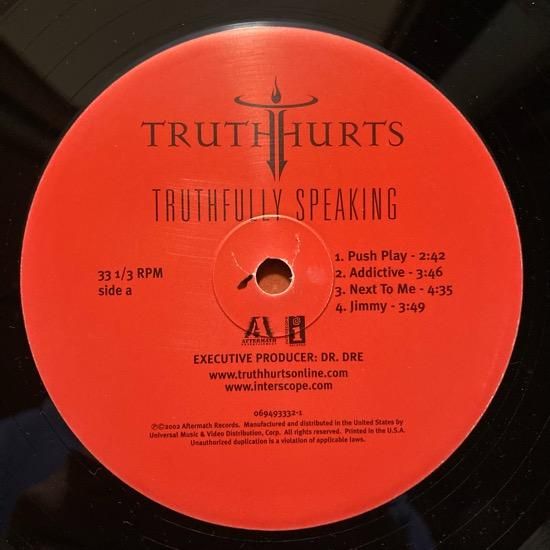 TRUTHHURTS
TRUTHFULLY SPEAKING
33 1/3 RPM
side a
1. Push Play - 2:42
2. Addictive - 3:46
3. Next To Me - 4:35
4. Jimmy - 3:49
AFTERMATH
ENTERTAINMENT
EXECUTIVE PRODUCER: DR. DRE
www.truthhurtsonline.com
www.interscope.com
069493332-1
℗©2002 Aftermath Records. Manufactured and distributed in the United States by
Universal Music & Video Distribution, Corp. All rights reserved. Printed in the U.S.A.
Unauthorized duplication is a violation of applicable laws.